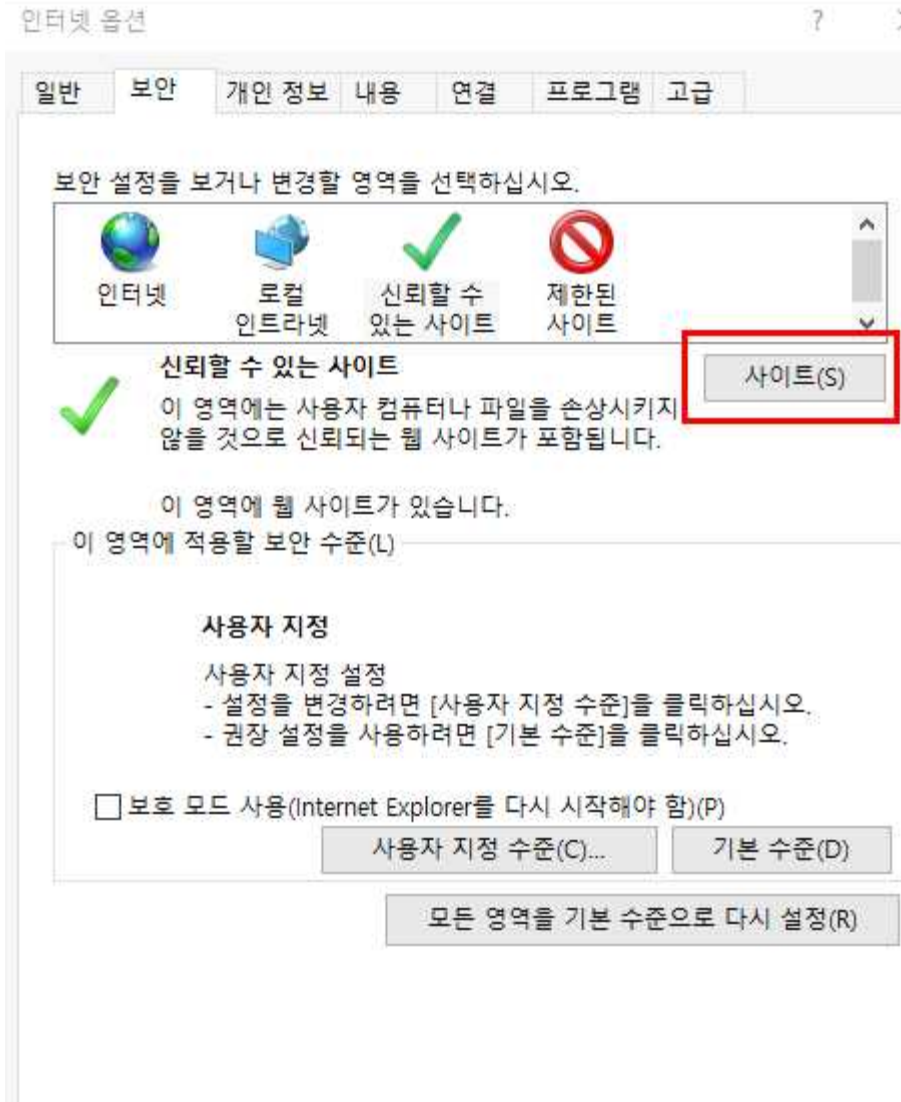 인터넷 옵션
일반 보안 개인 정보 내용 연결 프로그램 고급
보안 설정을 보거나 변경할 영역을 선택하십시오.
인터넷
로컬
인트라넷
신뢰할 수
있는 사이트
제한된
사이트
신뢰할 수 있는 사이트
사이트(S)
이 영역에는 사용자 컴퓨터나 파일을 손상시키지
않을 것으로 신뢰되는 웹 사이트가 포함됩니다.
이 영역에 웹 사이트가 있습니다.
이 영역에 적용할 보안 수준(L)
사용자 지정
사용자 지정 설정
- 설정을 변경하려면 [사용자 지정 수준]을 클릭하십시오.
- 권장 설정을 사용하려면 [기본 수준]을 클릭하십시오.
보호 모드 사용(Internet Explorer를 다시 시작해야 함)(P)
사용자 지정 수준(C)... 기본 수준(D)
모든 영역을 기본 수준으로 다시 설정(R)